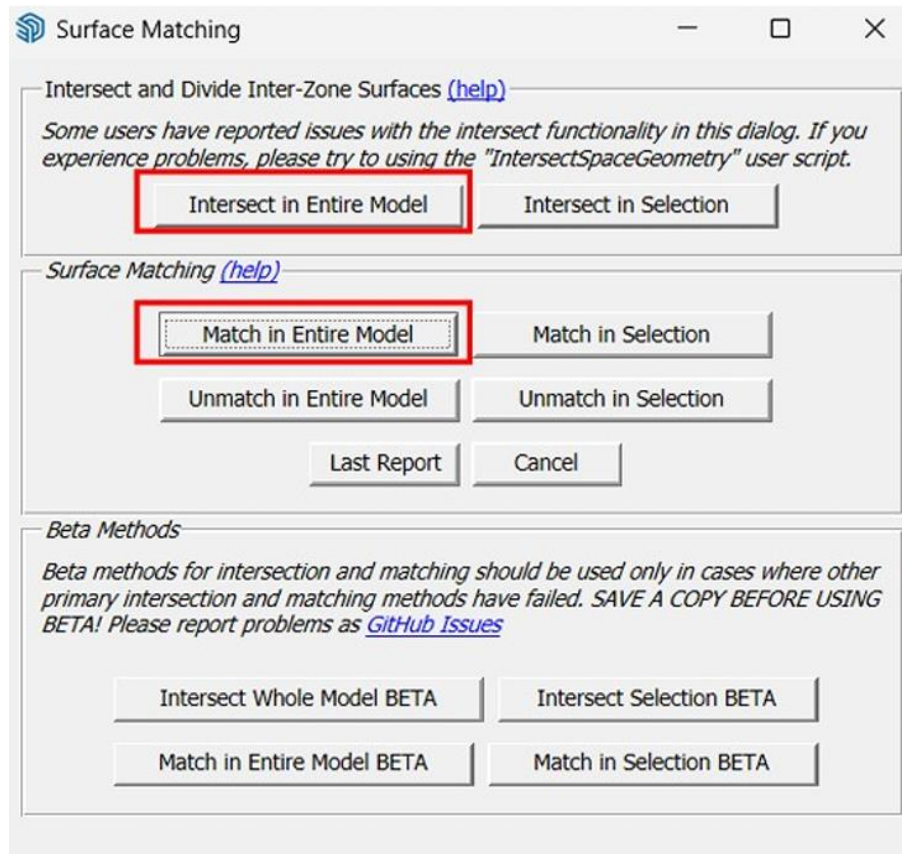 Surface Matching
Intersect and Divide Inter-Zone Surfaces (help)
Some users have reported issues with the intersect functionality in this dialog. If you
experience problems, please try to using the "IntersectSpaceGeometry" user script.
Intersect in Entire Model Intersect in Selection
Surface Matching (help)
Match in Entire Model Match in Selection
Unmatch in Entire Model Unmatch in Selection
Last Report Cancel
Beta Methods
Beta methods for intersection and matching should be used only in cases where other
primary intersection and matching methods have failed. SAVE A COPY BEFORE USING
BETA! Please report problems as GitHub Issues
Intersect Whole Model BETA Intersect Selection BETA
Match in Entire Model BETA Match in Selection BETA